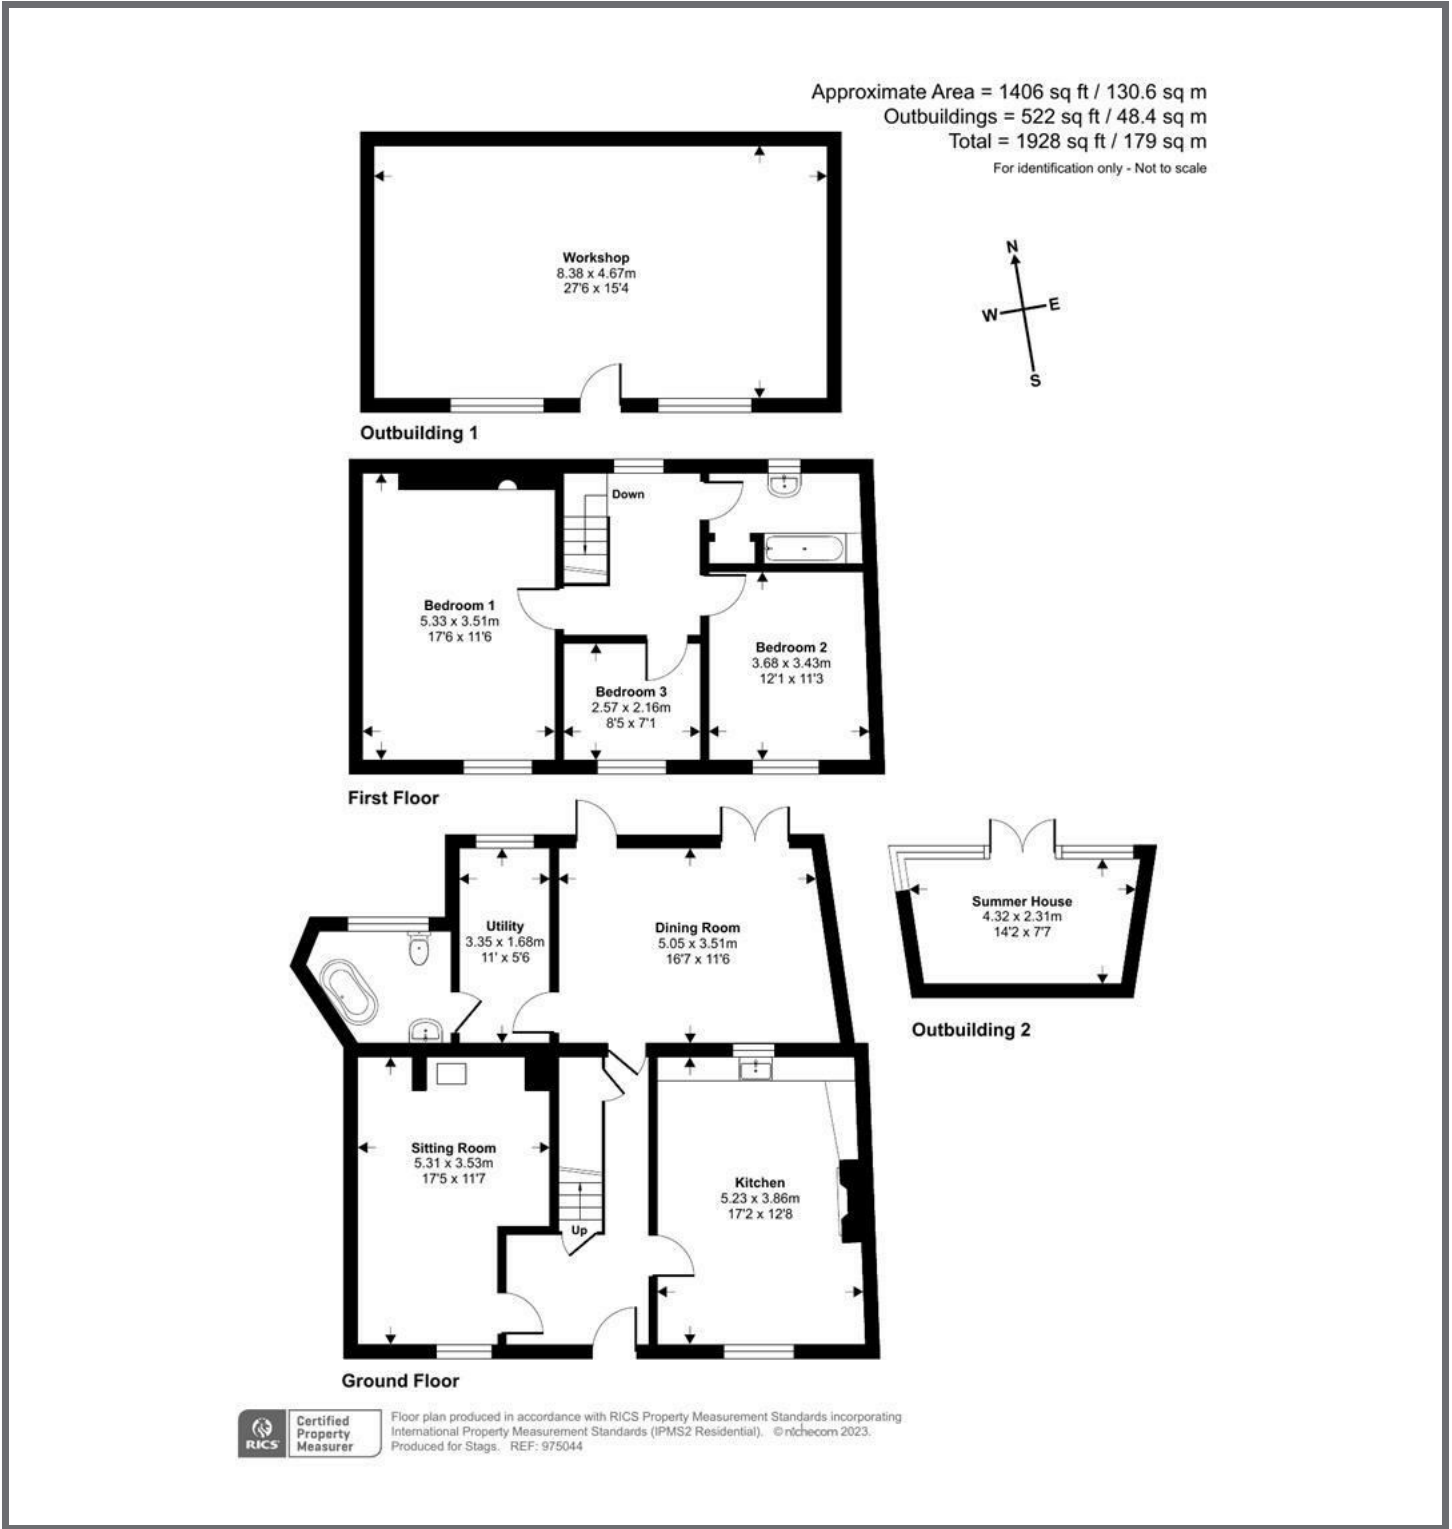 Approximate Area = 1406 sq ft / 130.6 sq m
Outbuildings = 522 sq ft / 48.4 sq m
Total = 1928 sq ft / 179 sq m
For identification only - Not to scale
N
W
E
S
Workshop
8.38 x 4.67m
27'6 x 15'4
Outbuilding 1
Down
Bedroom 1
5.33 x 3.51m
17'6 x 11'6
Bedroom 2
3.68 x 3.43m
12'1 x 11'3
Bedroom 3
2.57 x 2.16m
8'5 x 7'1
First Floor
Utility
3.35 x 1.68m
11' x 5'6
Dining Room
5.05 x 3.51m
16'7 x 11'6
Summer House
4.32 x 2.31m
14'2 x 7'7
Outbuilding 2
Sitting Room
5.31 x 3.53m
17'5 x 11'7
Up
Kitchen
5.23 x 3.86m
17'2 x 12'8
Ground Floor
RICS
Certified
Property
Measurer
Floor plan produced in accordance with RICS Property Measurement Standards incorporating
International Property Measurement Standards (IPMS2 Residential). © nichecom 2023.
Produced for Stags. REF: 975044